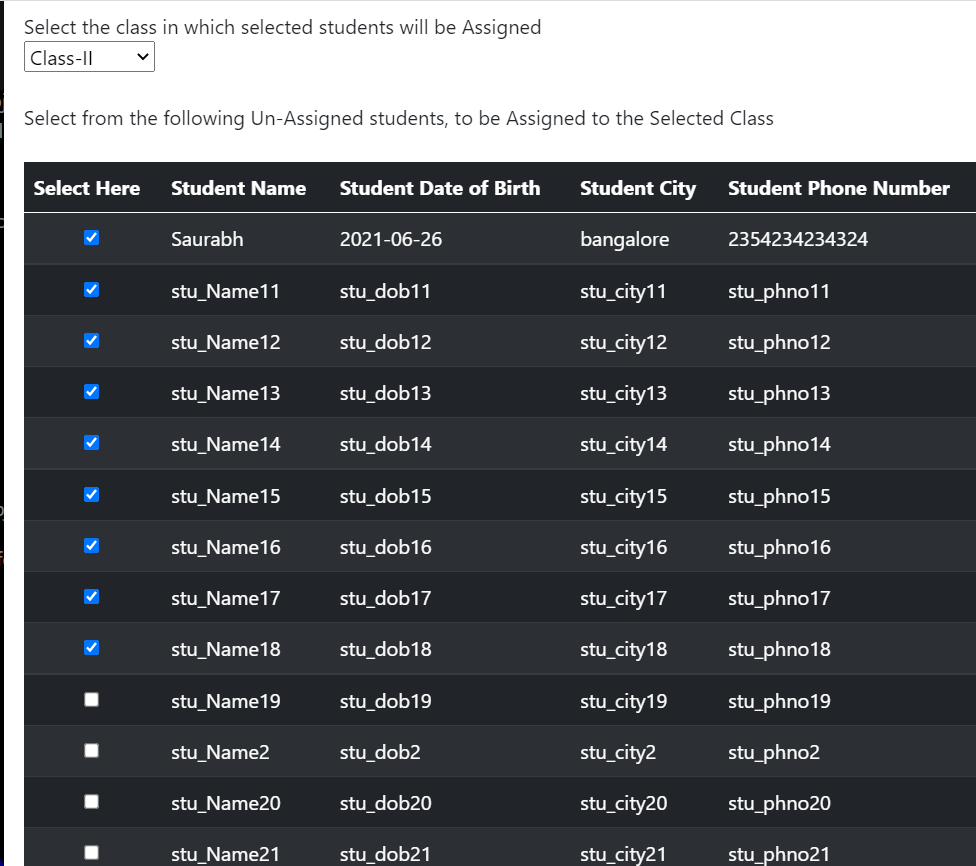 Select the class in which selected students will be Assigned
Class-II
Select from the following Un-Assigned students, to be Assigned to the Selected Class
Select Here Student Name Student Date of Birth Student City Student Phone Number
Saurabh 2021-06-26 bangalore 2354234234324
stu_Name11 stu_dob11 stu_city11 stu_phno11
stu_Name12 stu_dob12 stu_city12 stu_phno12
stu_Name13 stu_dob13 stu_city13 stu_phno13
stu_Name14 stu_dob14 stu_city14 stu_phno14
stu_Name15 stu_dob15 stu_city15 stu_phno15
stu_Name16 stu_dob16 stu_city16 stu_phno16
stu_Name17 stu_dob17 stu_city17 stu_phno17
stu_Name18 stu_dob18 stu_city18 stu_phno18
stu_Name19 stu_dob19 stu_city19 stu_phno19
stu_Name2 stu_dob2 stu_city2 stu_phno2
stu_Name20 stu_dob20 stu_city20 stu_phno20
stu_Name21 stu_dob21 stu_city21 stu_phno21